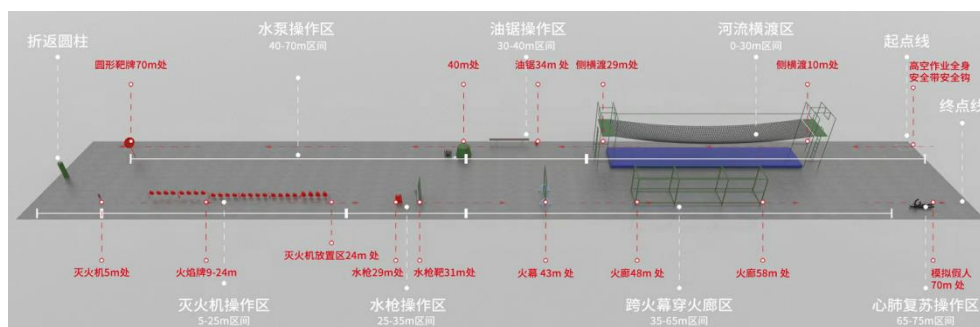 折返圆柱
水泵操作区
40-70m区间
油锯操作区
30-40m区间
河流横渡区
0-30m区间
起点线
圆形靶牌70m处
40m处
油锯34m 处
侧横渡29m处
侧横渡10m处
高空作业全身
安全带安全钩
终点线
灭火机5m处
火焰牌9-24m
灭火机放置区24m 处
水枪29m处
水枪靶31m处
火幕 43m 处
火廊48m 处
火廊58m 处
模拟假人
70m 处
灭火机操作区
5-25m区间
水枪操作区
25-35m区间
跨火幕穿火廊区
35-65m区间
心肺复苏操作区
65-75m区间